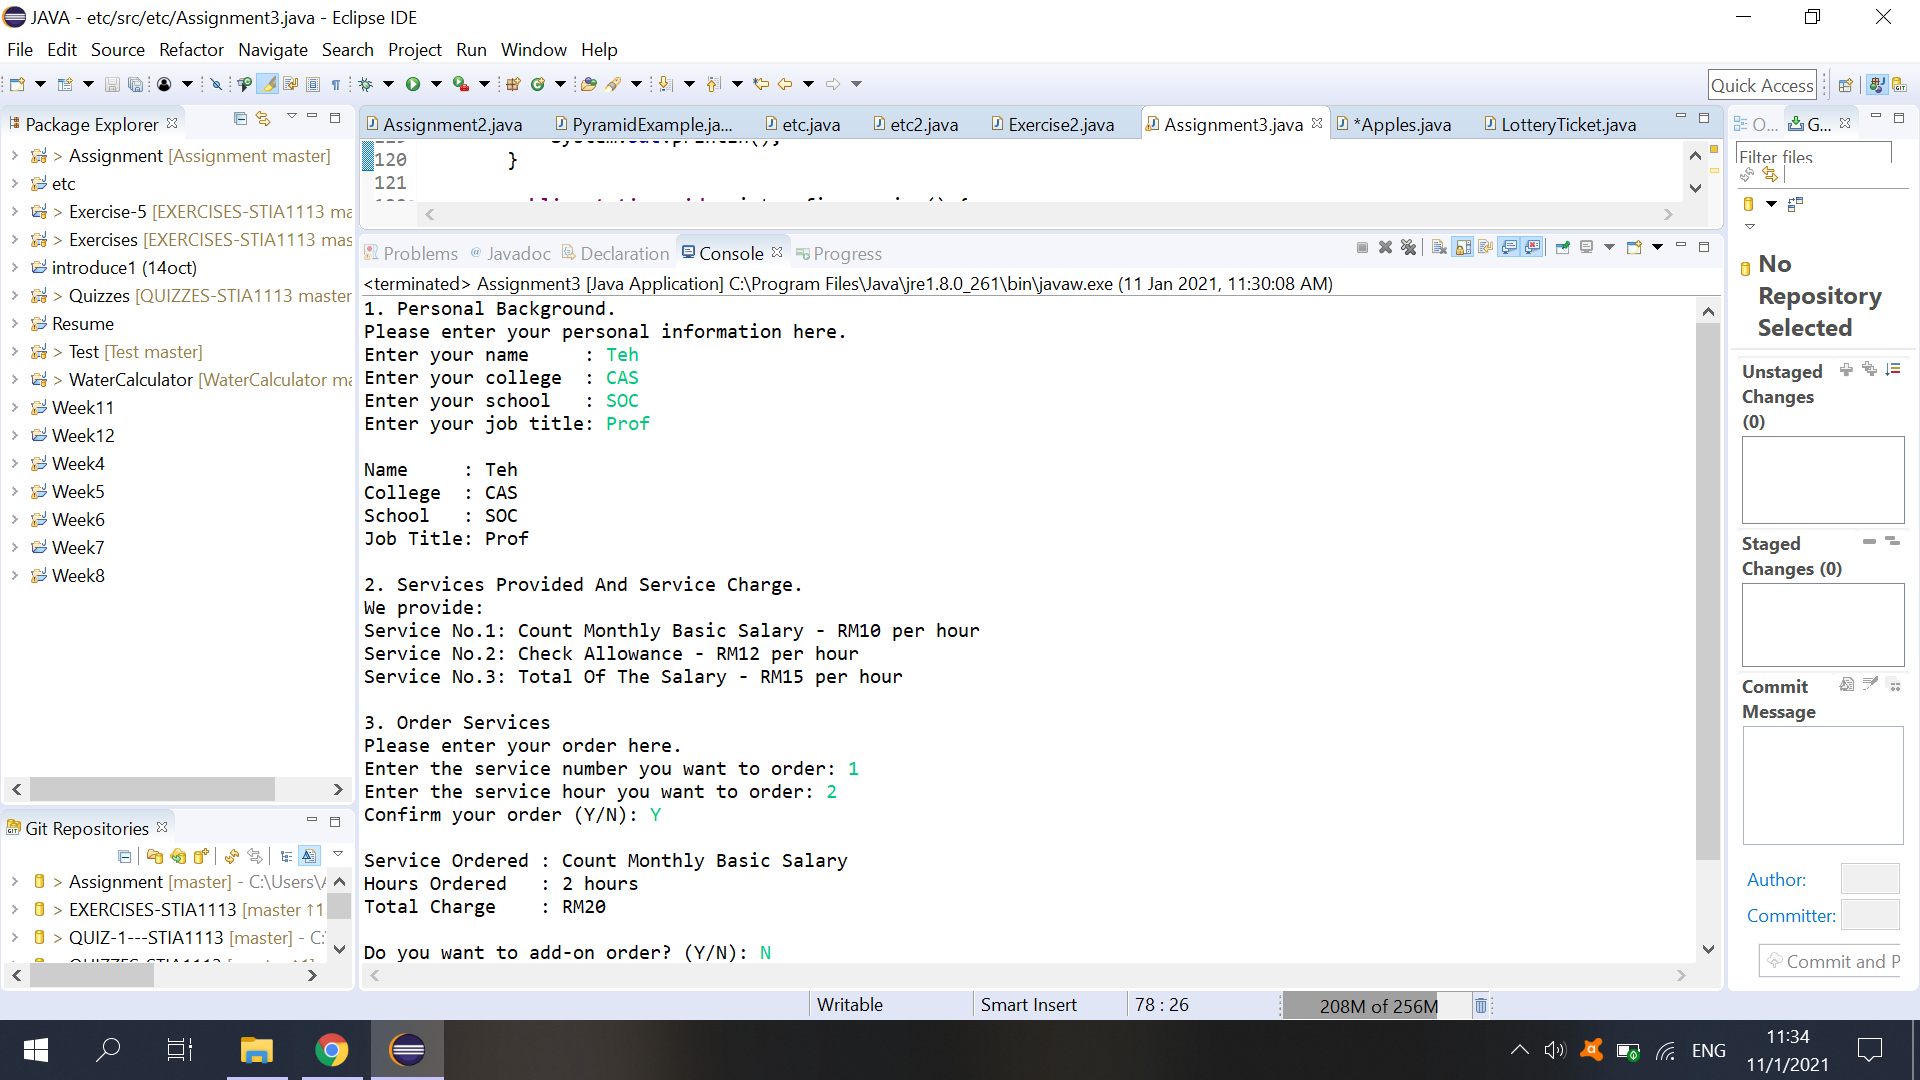 JAVA - etc/src/etc/Assignment3.java - Eclipse IDE
File Edit Source Refactor Navigate Search Project Run Window Help
Quick Access
Package Explorer
> Assignment [Assignment master]
etc
> Exercise-5 [EXERCISES-STIA1113 ma
> Exercises [EXERCISES-STIA1113 mas
introduce1 (14oct)
> Quizzes [QUIZZES-STIA1113 master
Resume
> Test [Test master]
> WaterCalculator [WaterCalculator ma
Week11
Week12
Week4
Week5
Week6
Week7
Week8
Git Repositories
> Assignment [master] - C:\Users\A
> EXERCISES-STIA1113 [master ↑1
> QUIZ-1---STIA1113 [master] - C:
Assignment2.java PyramidExample.ja... etc.java etc2.java Exercise2.java Assignment3.java *Apples.java LotteryTicket.java
120 }
121
Problems Javadoc Declaration Console Progress
<terminated> Assignment3 [Java Application] C:\Program Files\Java\jre1.8.0_261\bin\javaw.exe (11 Jan 2021, 11:30:08 AM)
1. Personal Background.
Please enter your personal information here.
Enter your name     : Teh
Enter your college  : CAS
Enter your school   : SOC
Enter your job title: Prof
Name     : Teh
College  : CAS
School   : SOC
Job Title: Prof
2. Services Provided And Service Charge.
We provide:
Service No.1: Count Monthly Basic Salary - RM10 per hour
Service No.2: Check Allowance - RM12 per hour
Service No.3: Total Of The Salary - RM15 per hour
3. Order Services
Please enter your order here.
Enter the service number you want to order: 1
Enter the service hour you want to order: 2
Confirm your order (Y/N): Y
Service Ordered : Count Monthly Basic Salary
Hours Ordered   : 2 hours
Total Charge    : RM20
Do you want to add-on order? (Y/N): N
O... G...
Filter files
No
Repository
Selected
Unstaged
Changes
(0)
Staged
Changes (0)
Commit
Message
Author:
Committer:
Commit and P
Writable Smart Insert 78 : 26 208M of 256M
ENG
11:34
11/1/2021